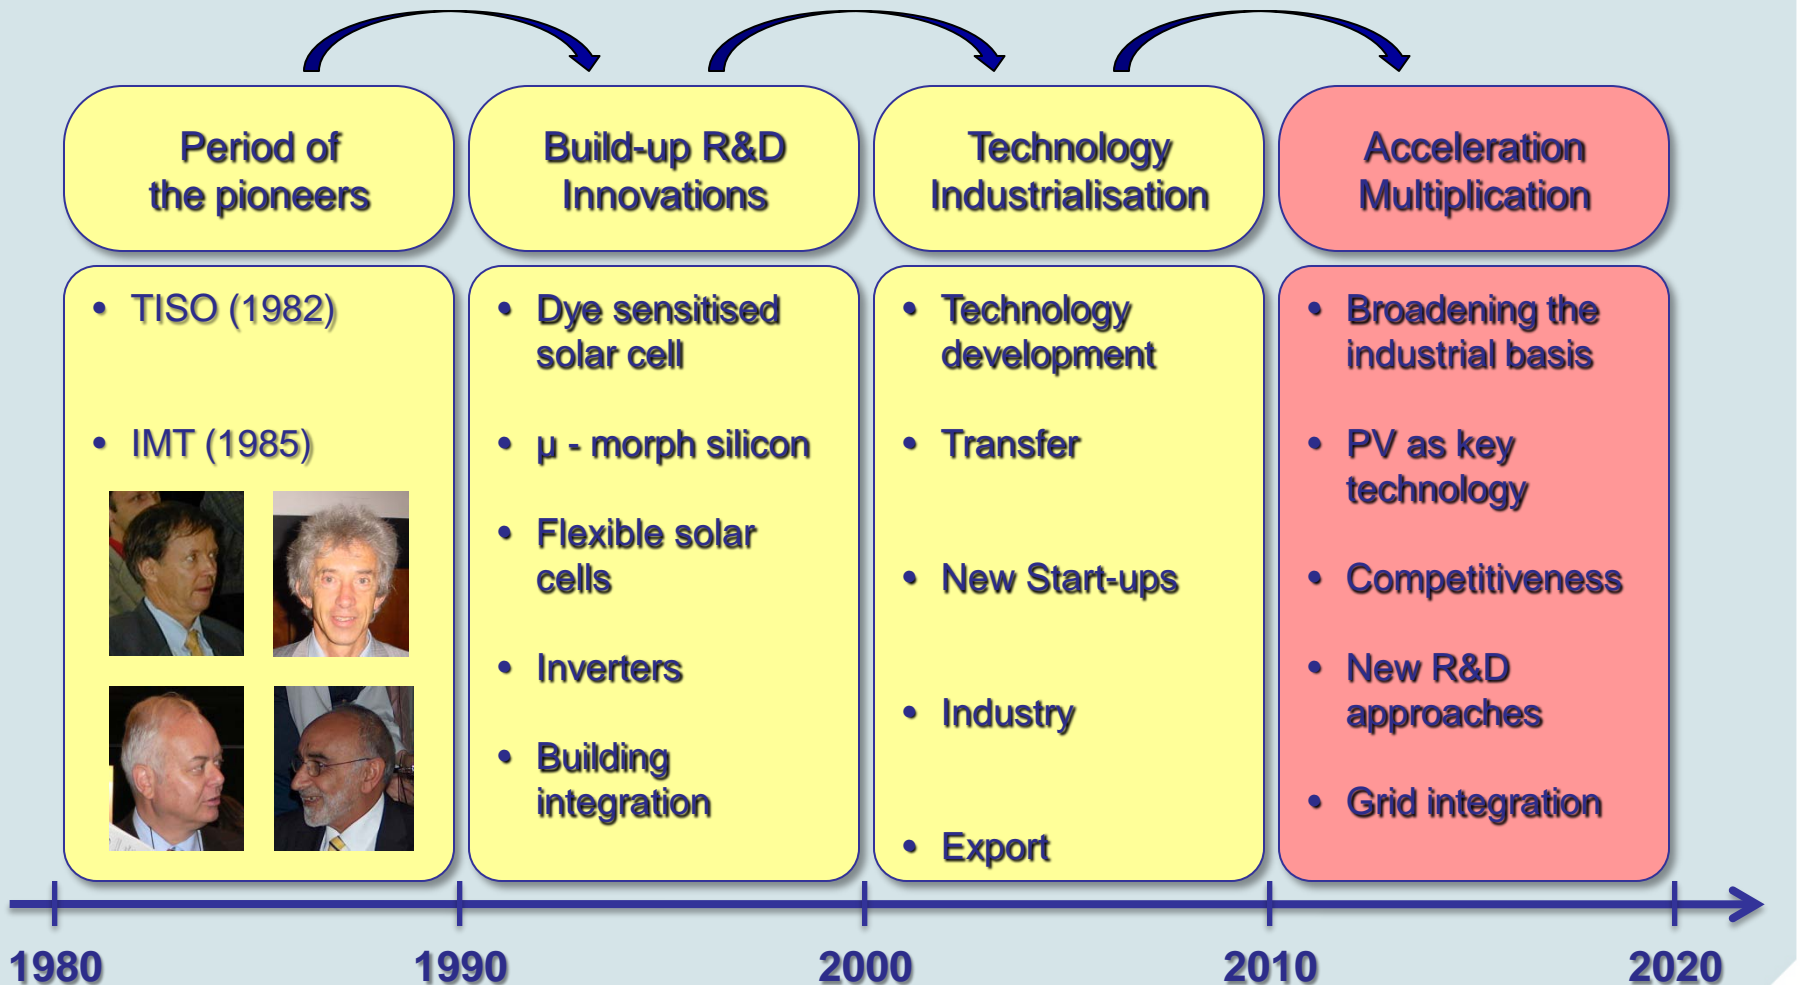 Period of
the pioneers
Build-up R&D
Innovations
Technology
Industrialisation
Acceleration
Multiplication
• TISO (1982)
• IMT (1985)
• Dye sensitised
solar cell
• µ - morph silicon
• Flexible solar
cells
• Inverters
• Building
integration
• Technology
development
• Transfer
• New Start-ups
• Industry
• Export
• Broadening the
industrial basis
• PV as key
technology
• Competitiveness
• New R&D
approaches
• Grid integration
1980
1990
2000
2010
2020